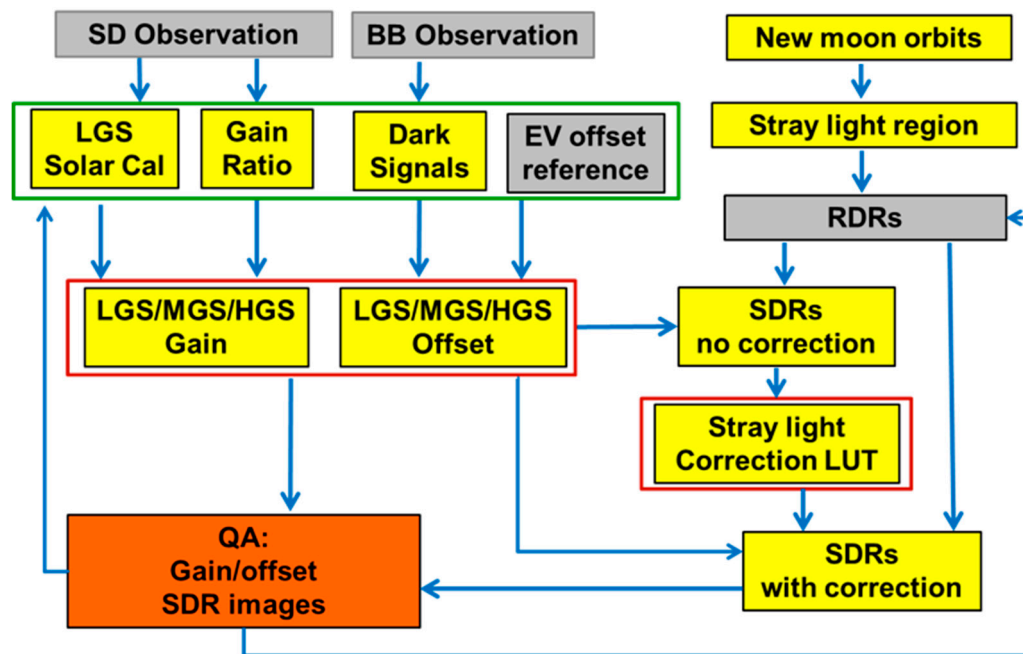 SD Observation
BB Observation
New moon orbits
LGS
Solar Cal
Gain
Ratio
Dark
Signals
EV offset
reference
Stray light region
RDRs
LGS/MGS/HGS
Gain
LGS/MGS/HGS
Offset
SDRs
no correction
Stray light
Correction LUT
QA:
Gain/offset
SDR images
SDRs
with correction